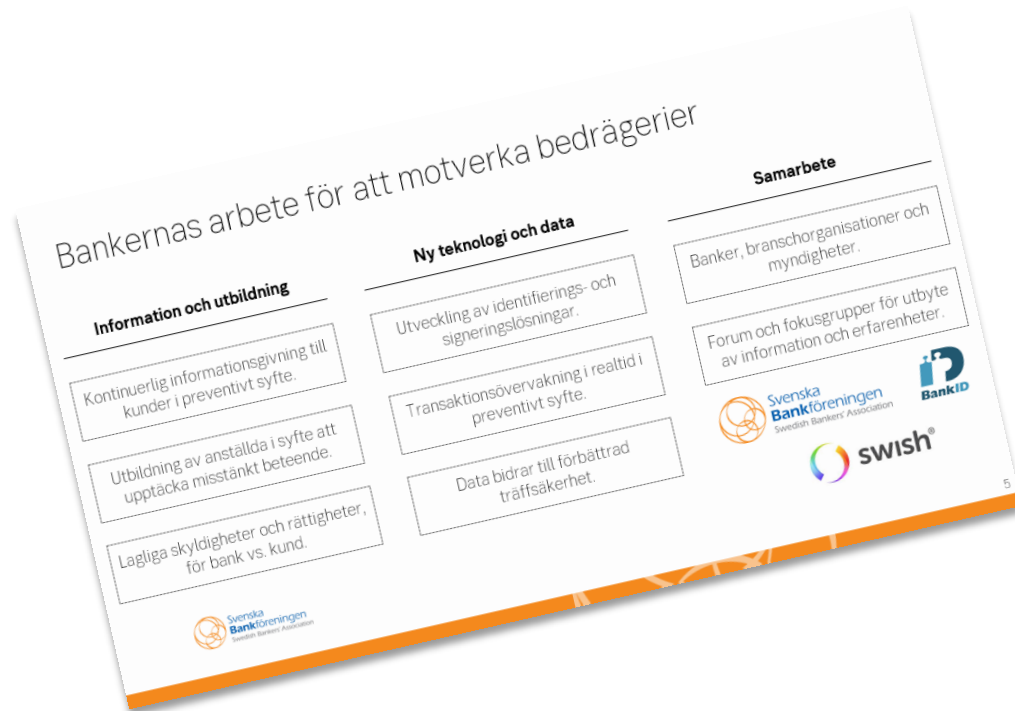 Bankernas arbete för att motverka bedrägerier
Information och utbildning
Kontinuerlig informationsgivning till
kunder i preventivt syfte.
Utbildning av anställda i syfte att
upptäcka misstänkt beteende.
Lagliga skyldigheter och rättigheter,
för bank vs. kund.
Ny teknologi och data
Utveckling av identifierings- och
signeringslösningar.
Transaktionsövervakning i realtid i
preventivt syfte.
Data bidrar till förbättrad
träffsäkerhet.
Samarbete
Banker, branschorganisationer och
myndigheter.
Forum och fokusgrupper för utbyte
av information och erfarenheter.
Svenska
Bankföreningen
Swedish Bankers' Association
BankID
swish®
5
Svenska
Bankföreningen
Swedish Bankers' Association